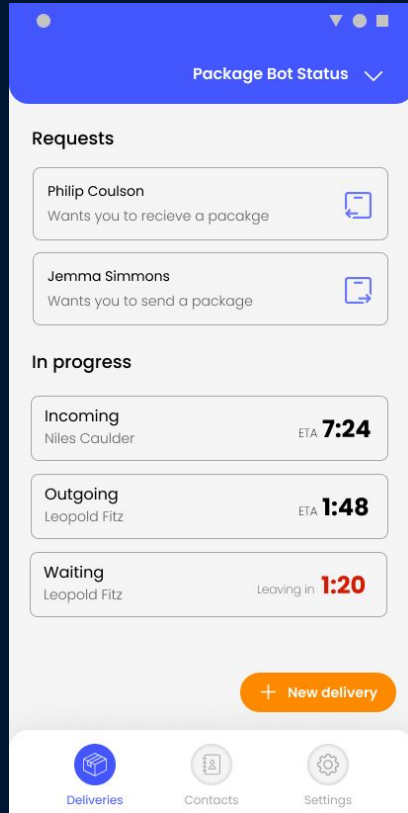 Package Bot Status
Requests
Philip Coulson
Wants you to recieve a pacakge
Jemma Simmons
Wants you to send a package
In progress
Incoming
Niles Caulder
ETA 7:24
Outgoing
Leopold Fitz
ETA 1:48
Waiting
Leopold Fitz
Leaving in 1:20
+ New delivery
Deliveries
Contacts
Settings